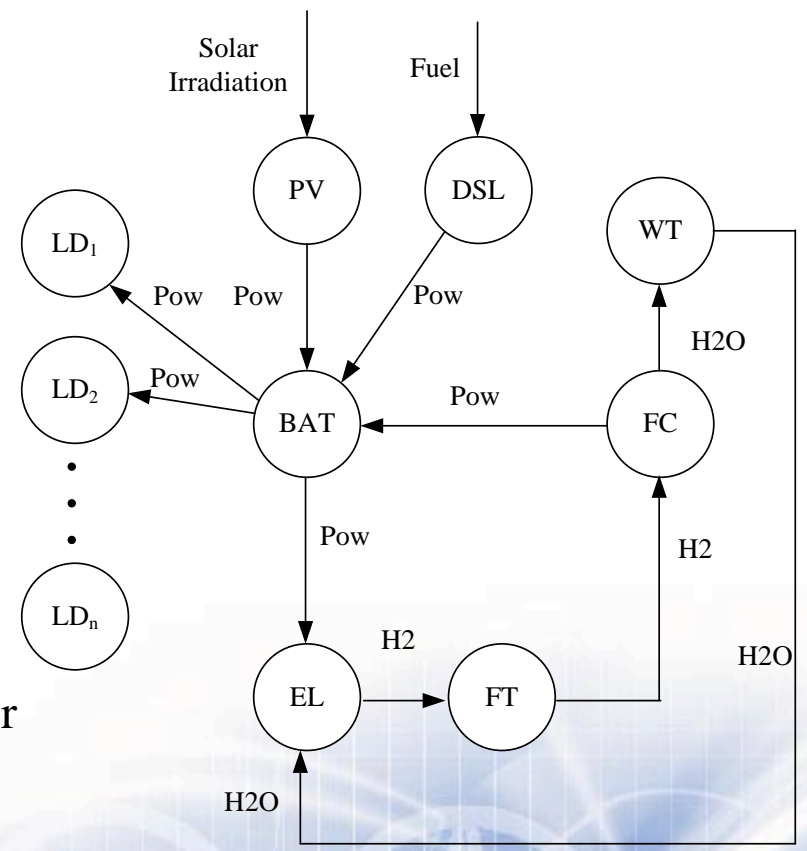 Solar
Irradiation
Fuel
PV
DSL
WT
LD₁
Pow
Pow
Pow
H2O
LD₂
Pow
BAT
Pow
FC
Pow
H2
LDₙ
H2
H2O
EL
FT
r
H2O